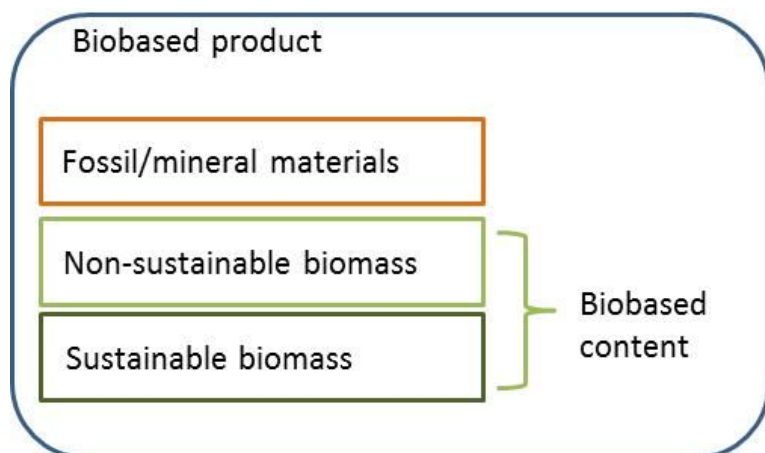 Biobased product
Fossil/mineral materials
Non-sustainable biomass
Sustainable biomass
Biobased
content